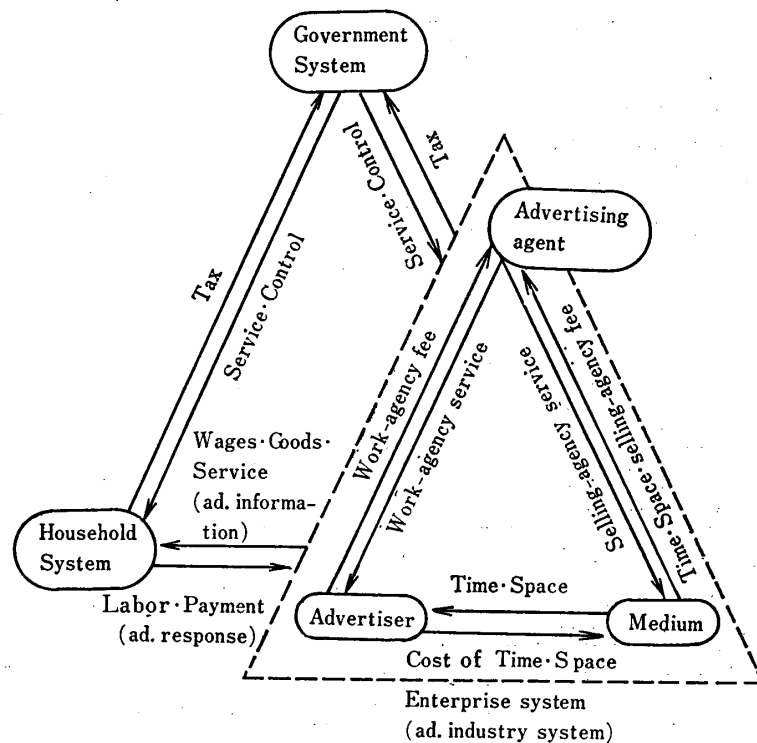 Government
System
Tax
Service·Control
Advertising
agent
Tax
Service·Control
Work-agency fee
Work-agency service
Selling-agency service
Time·Space·selling-agency fee
Wages·Goods·
Service
(ad. informa-
tion)
Household
System
Labor·Payment
(ad. response)
Time·Space
Advertiser
Medium
Cost of Time·Space
Enterprise system
(ad. industry system)